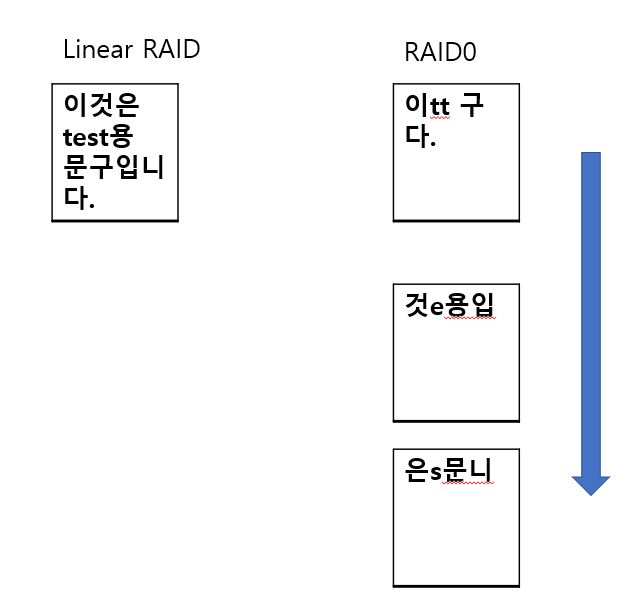 Linear RAID
이것은
test용
문구입니
다.
RAID0
이tt 구
다.
것e용입
은s문니